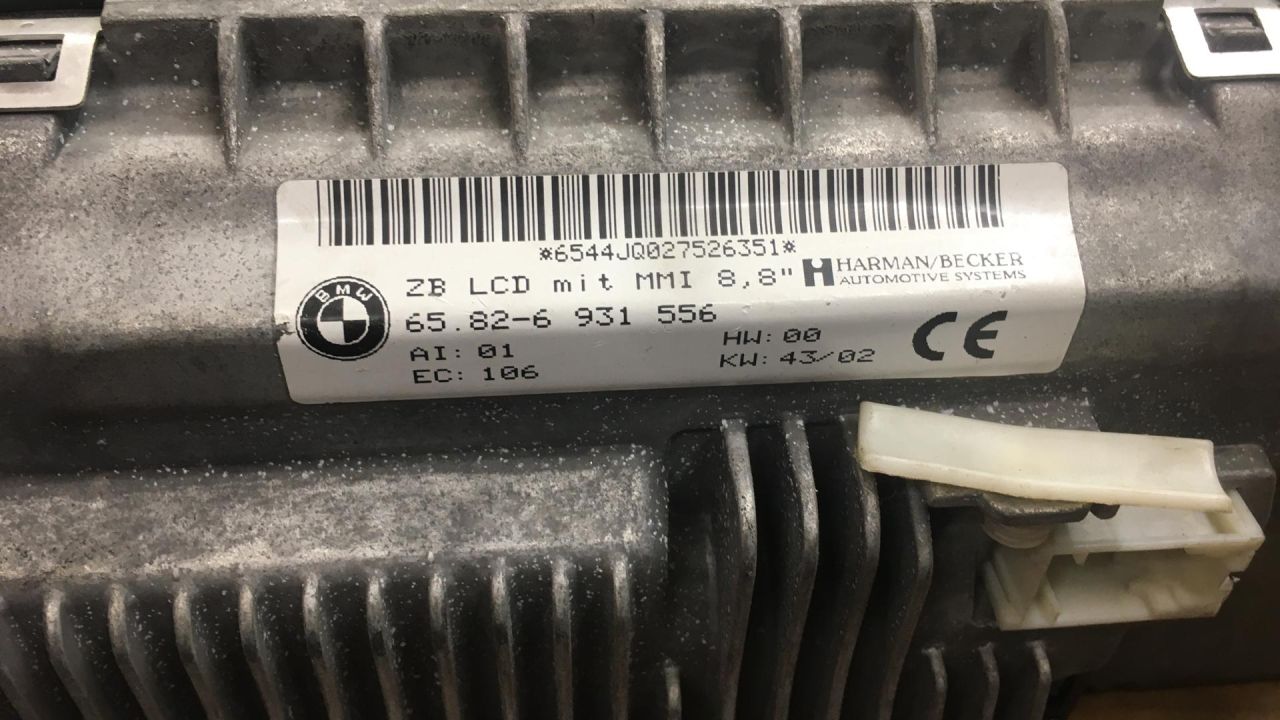 *6544JQ027526351*
ZB LCD mit MMI 8,8"
HARMAN/BECKER
AUTOMOTIVE SYSTEMS
BMW
65.82-6 931 556
AI: 01
HW: 00
EC: 106
KW: 43/02
CE